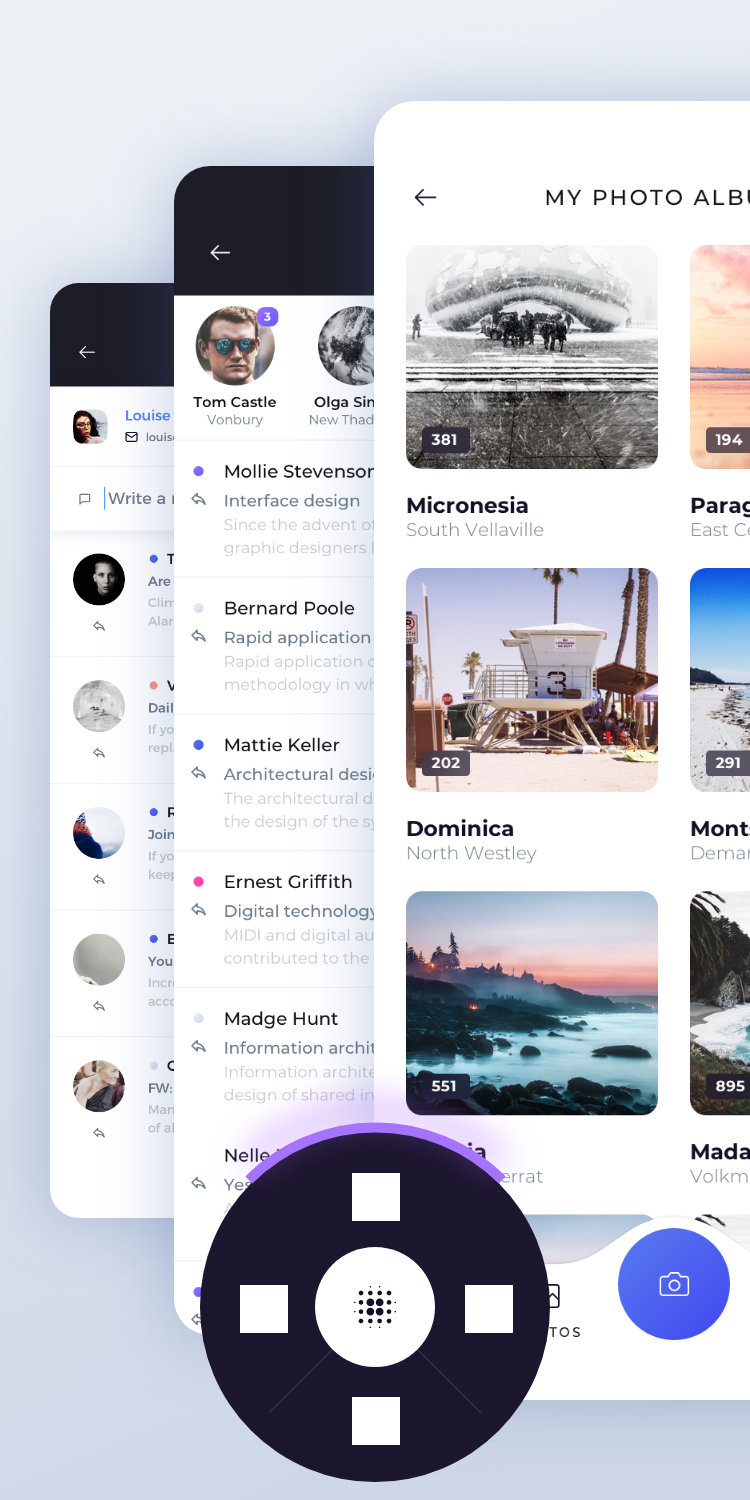 MY PHOTO ALBU
3
Tom Castle
Vonbury
Olga Sin
New Thad
Louise
louise
Write a
Mollie Stevenson
Interface design
Since the advent of
graphic designers
Bernard Poole
Rapid application
Rapid application
methodology in wh
Mattie Keller
Architectural desi
The architectural d
the design of the sy
Ernest Griffith
Digital technology
MIDI and digital au
contributed to the
Madge Hunt
Information archit
Information archite
design of shared in
Nelle
Yes
T
Are
Clim
Alar
V
Dail
If yo
repl
R
Join
If yo
keep
E
You
Incr
acco
FW:
Man
of al
381
194
Micronesia
South Vellaville
Parag
East Ce
3
202
291
Dominica
North Westley
Monts
Demar
551
895
ia
errat
Mada
Volkm
TOS